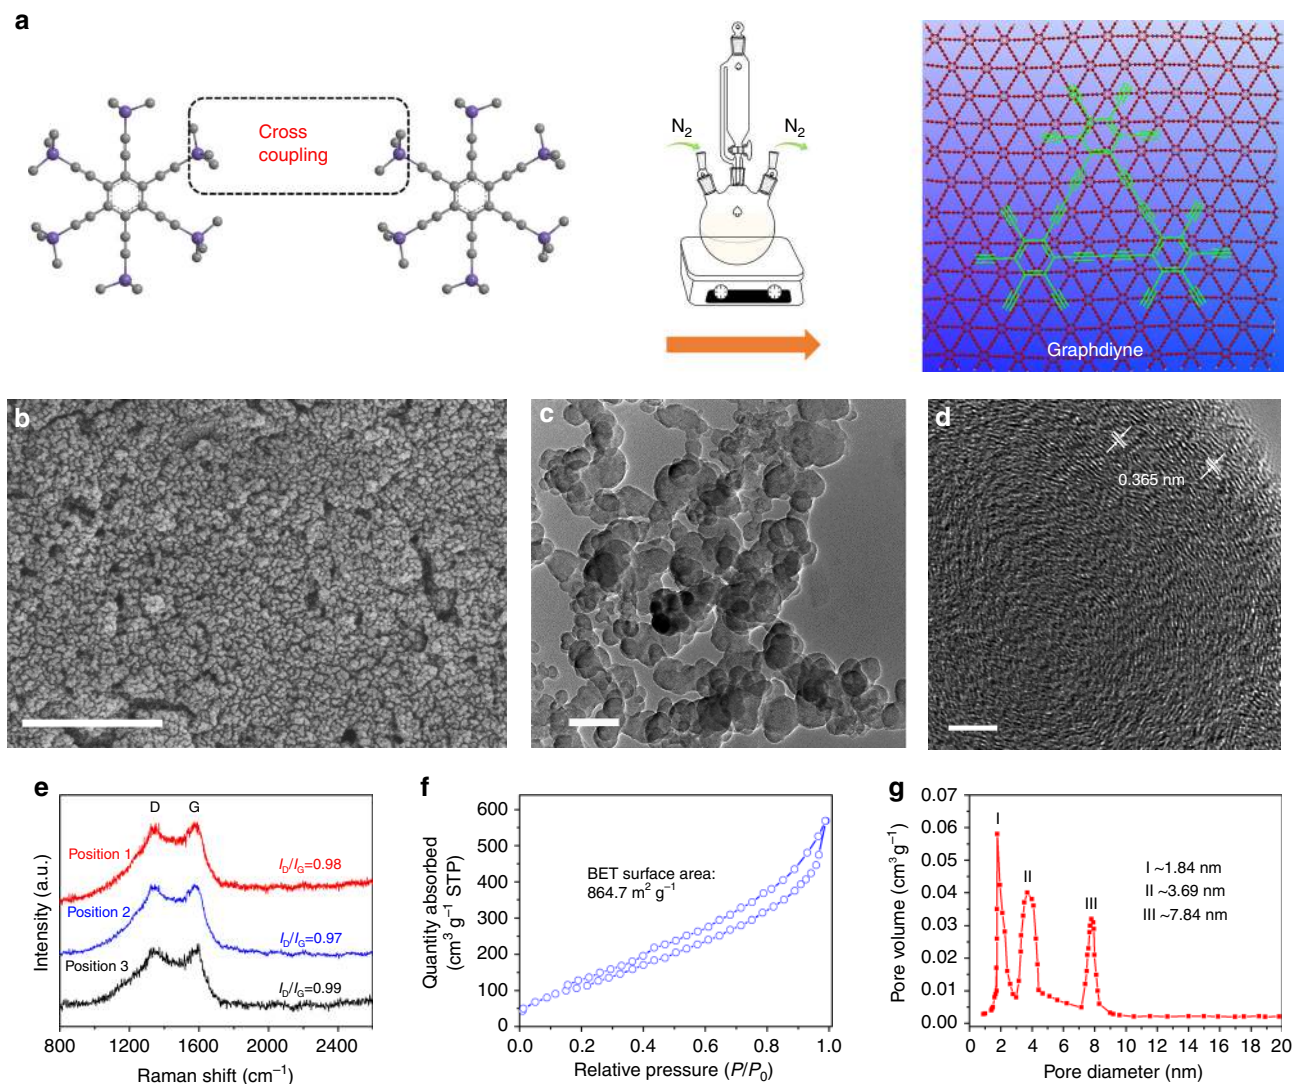 a
Cross
coupling
N2
N2
Graphdiyne
b
c
d
0.365 nm
e
D
G
Position 1
ID/IG=0.98
Position 2
ID/IG=0.97
Position 3
ID/IG=0.99
Intensity (a.u.)
800
1200
1600
2000
2400
Raman shift (cm−1)
f
600
500
400
300
200
100
0
BET surface area:
864.7 m2 g−1
Quantity absorbed
(cm3 g−1 STP)
0.0
0.2
0.4
0.6
0.8
1.0
Relative pressure (P/P0)
g
0.07
0.06
0.05
0.04
0.03
0.02
0.01
0.00
I
II
III
I ~1.84 nm
II ~3.69 nm
III ~7.84 nm
Pore volume (cm3 g−1)
0
2
4
6
8
10
12
14
16
18
20
Pore diameter (nm)